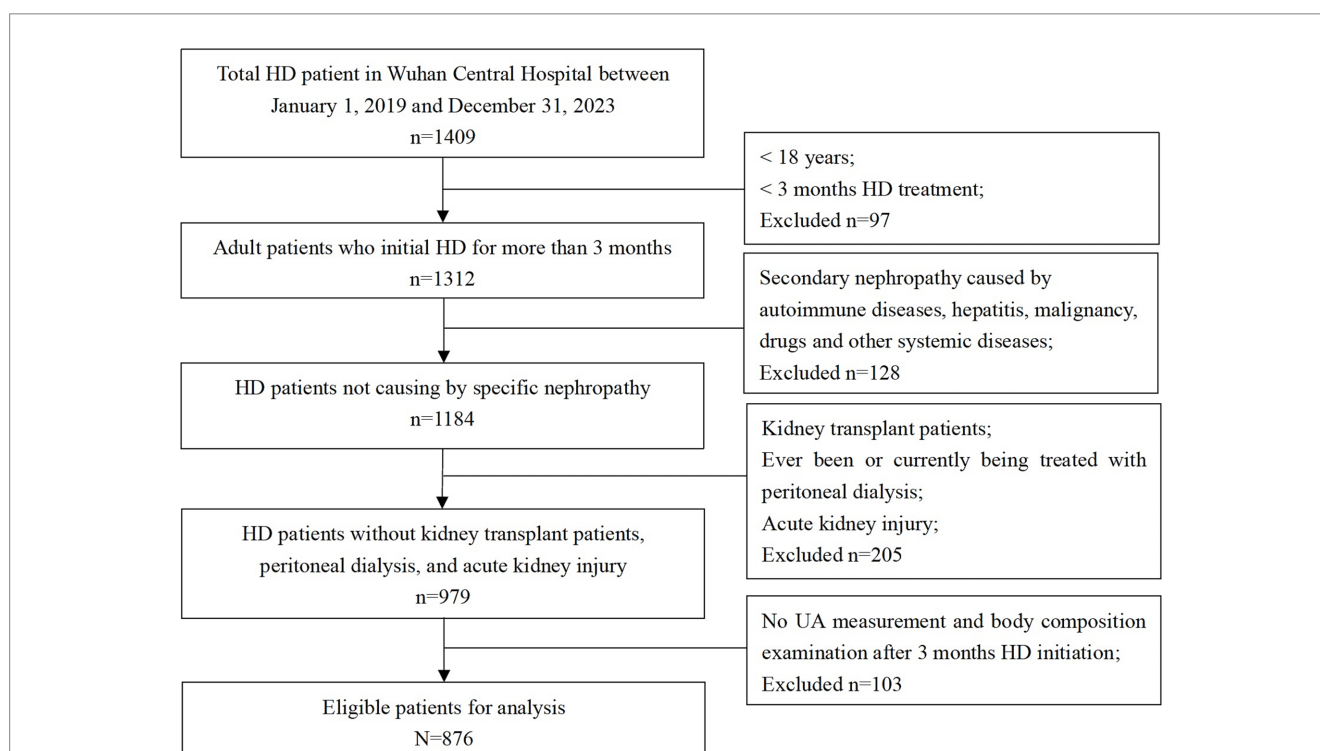 Total HD patient in Wuhan Central Hospital between
January 1, 2019 and December 31, 2023
n=1409
< 18 years;
< 3 months HD treatment;
Excluded n=97
Adult patients who initial HD for more than 3 months
n=1312
Secondary nephropathy caused by
autoimmune diseases, hepatitis, malignancy,
drugs and other systemic diseases;
Excluded n=128
HD patients not causing by specific nephropathy
n=1184
Kidney transplant patients;
Ever been or currently being treated with
peritoneal dialysis;
Acute kidney injury;
Excluded n=205
HD patients without kidney transplant patients,
peritoneal dialysis, and acute kidney injury
n=979
No UA measurement and body composition
examination after 3 months HD initiation;
Excluded n=103
Eligible patients for analysis
N=876